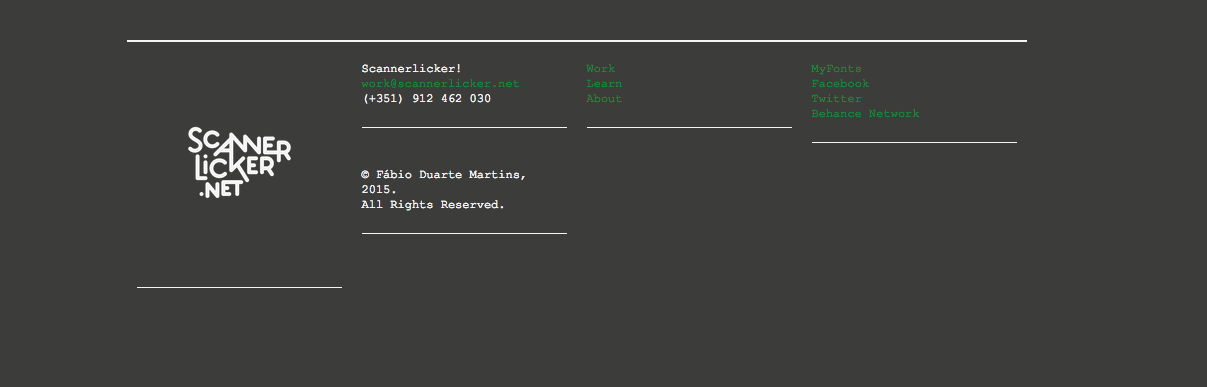 SCANNER
LICKER
.NET
Scannerlicker!
work@scannerlicker.net
(+351) 912 462 030
© Fábio Duarte Martins,
2015.
All Rights Reserved.
Work
Learn
About
MyFonts
Facebook
Twitter
Behance Network